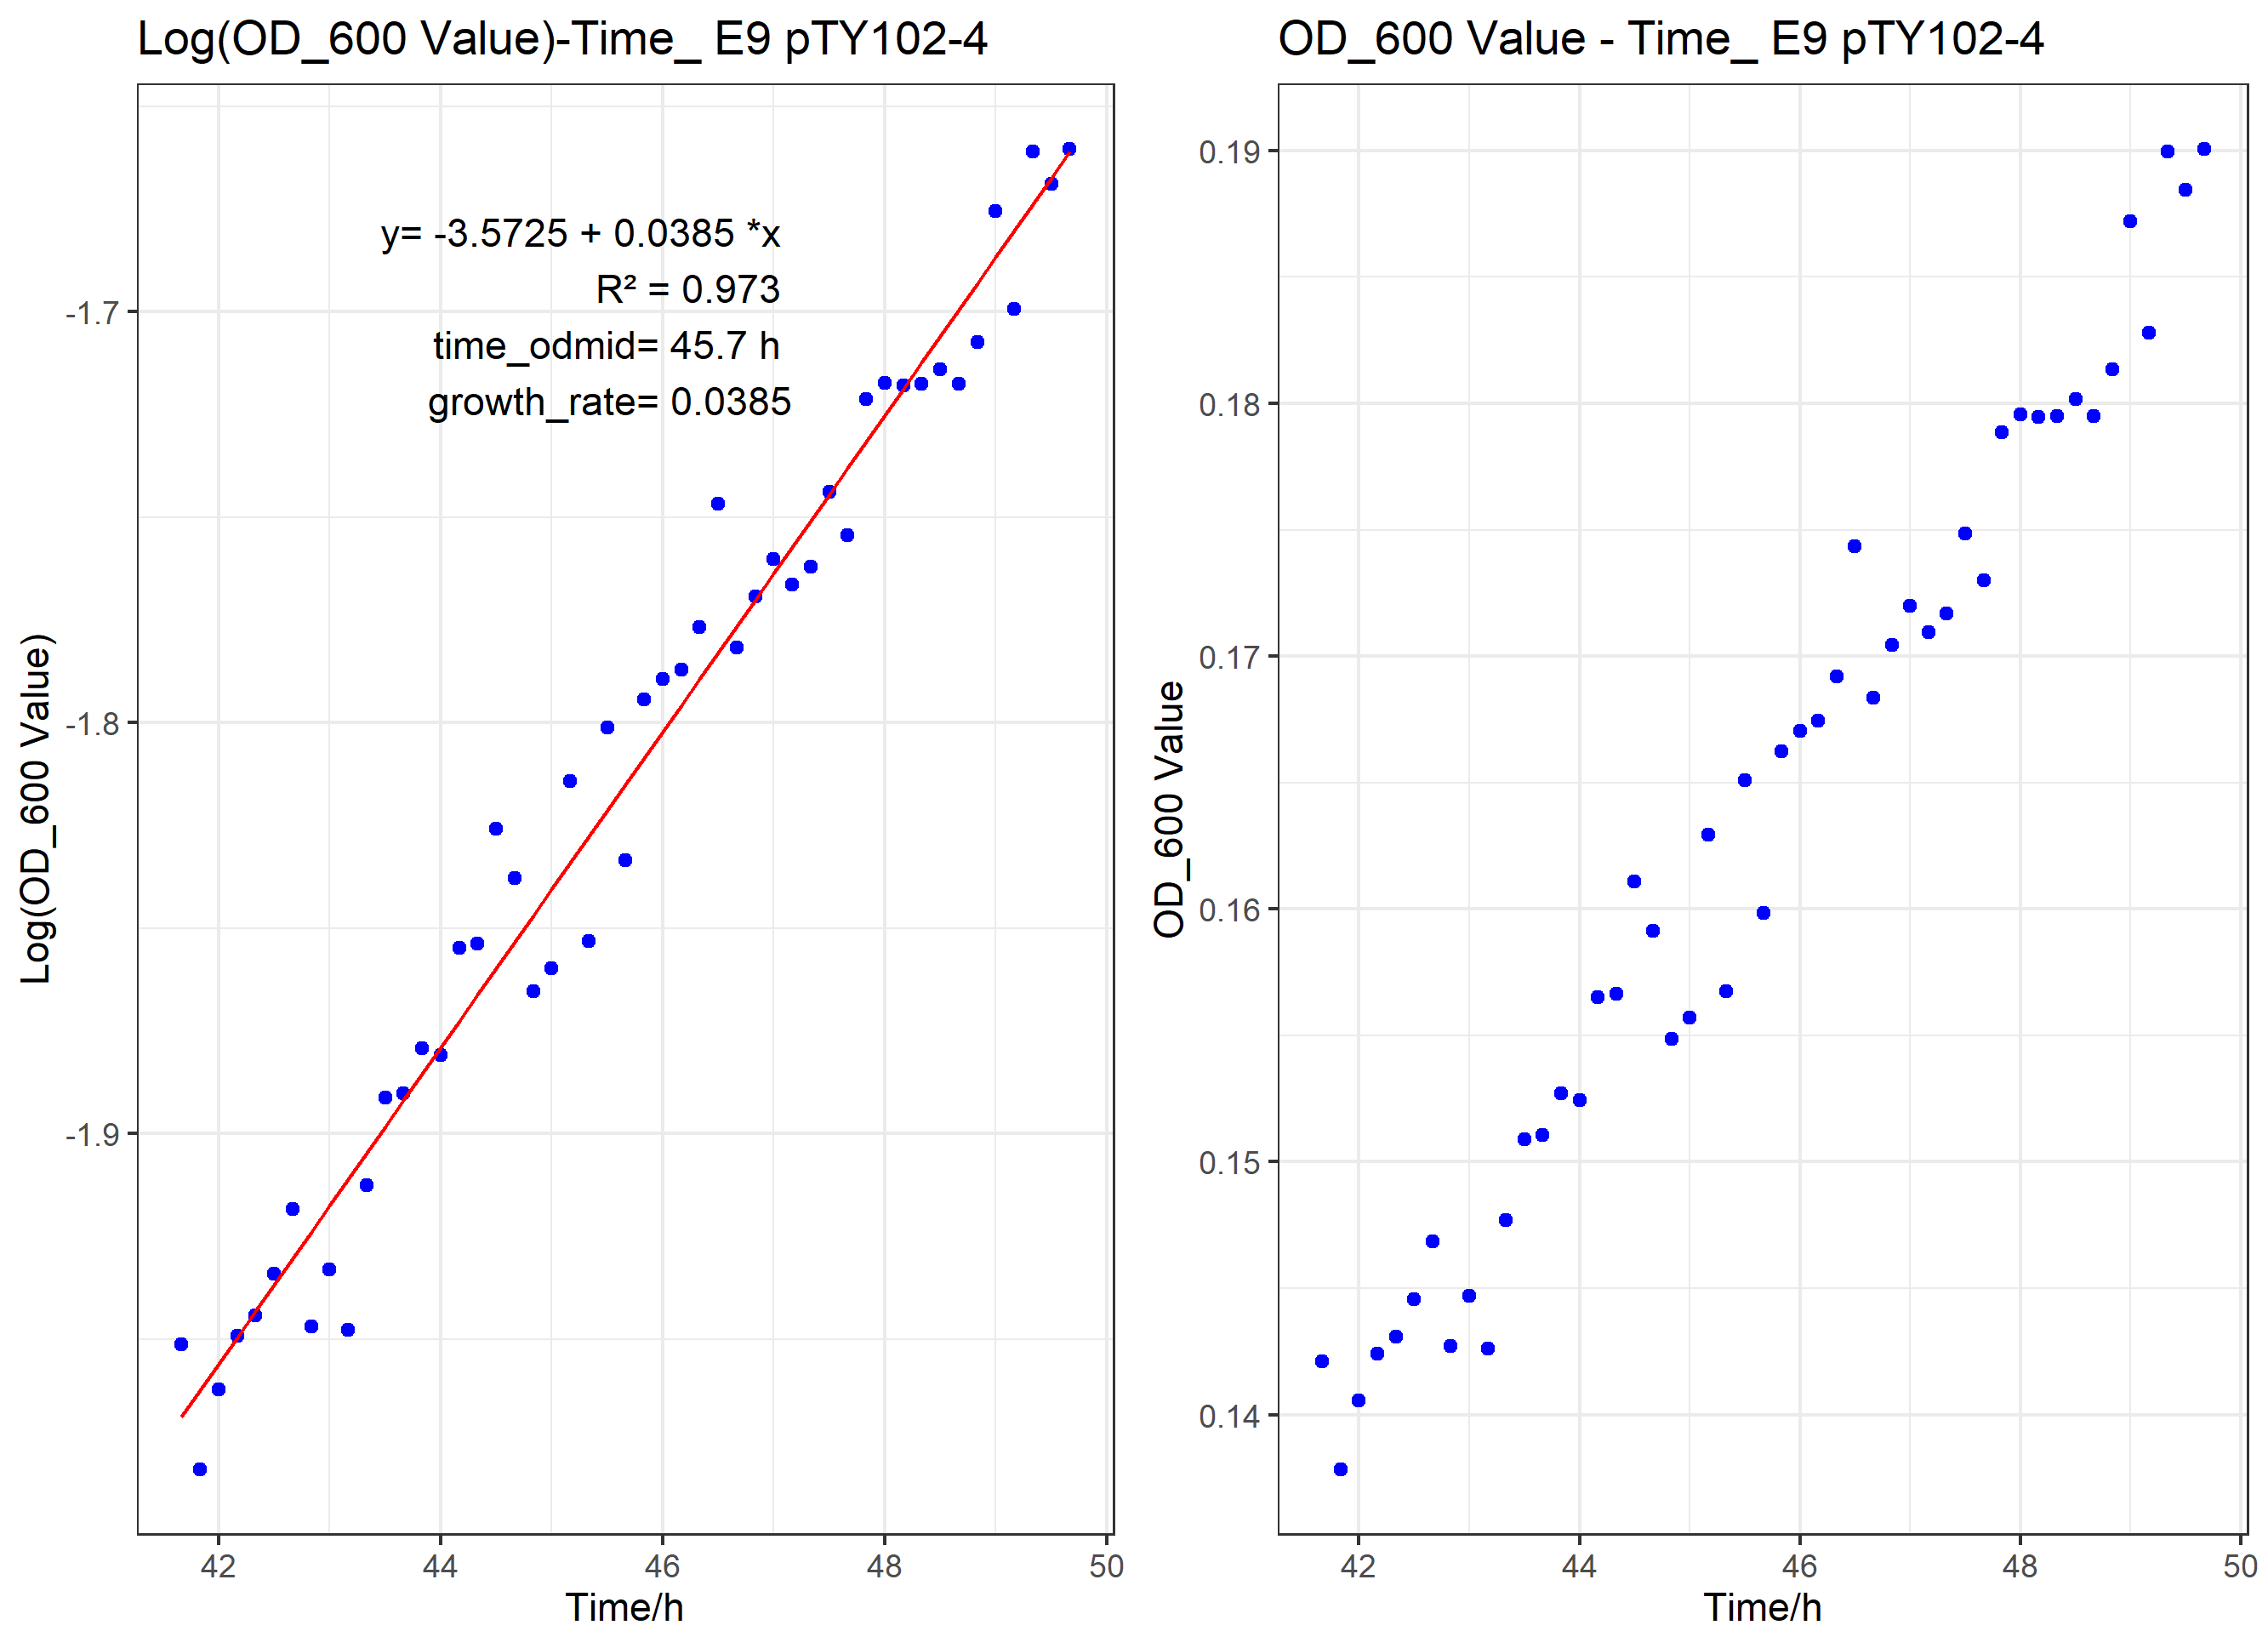 Log(OD_600 Value)-Time_ E9 pTY102-4
y= -3.5725 + 0.0385 *x
R² = 0.973
time_odmid= 45.7 h
growth_rate= 0.0385
-1.7
-1.8
-1.9
Log(OD_600 Value)
42 44 46 48 50
Time/h
OD_600 Value - Time_ E9 pTY102-4
0.19
0.18
0.17
0.16
0.15
0.14
OD_600 Value
42 44 46 48 50
Time/h